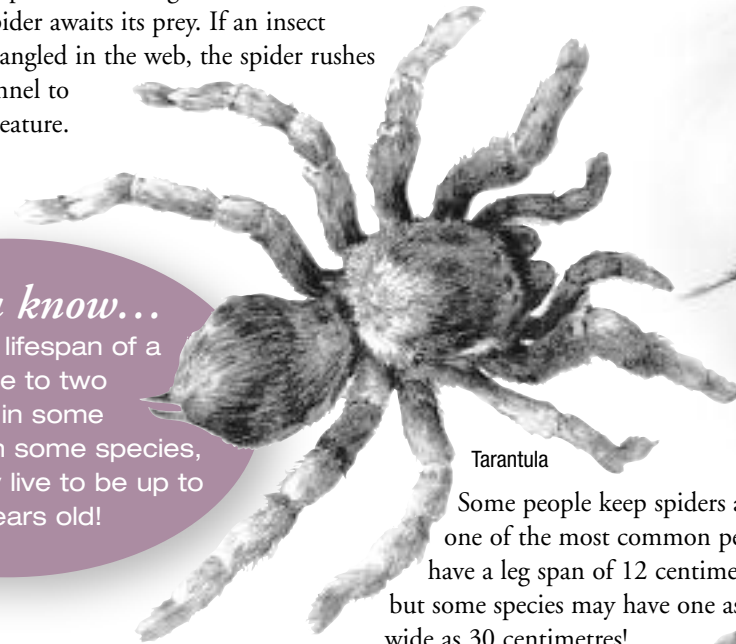 pider awaits its prey. If an insect
angled in the web, the spider rushes
nnel to
eature.
know…
lifespan of a
e to two
in some
some species,
live to be up to
ears old!
Tarantula
Some people keep spiders
one of the most common pe
have a leg span of 12 centime
but some species may have one as
wide as 30 centimetres!